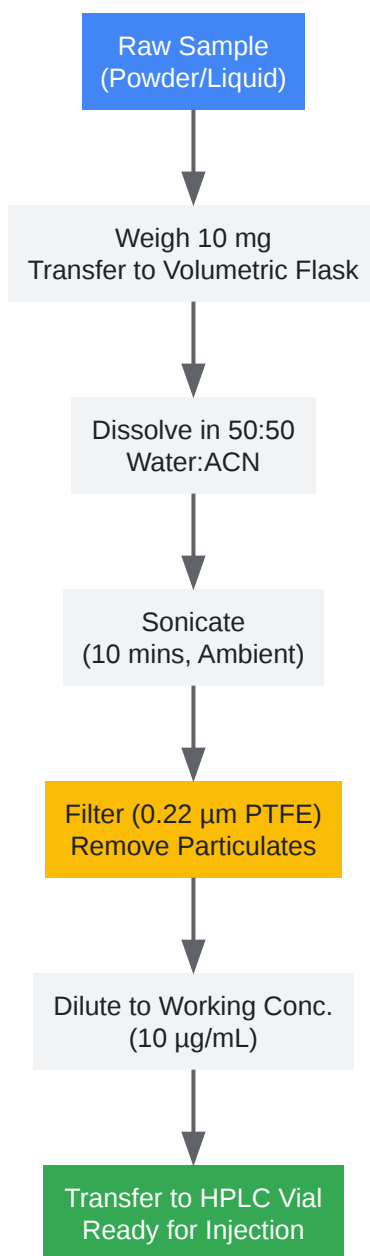 Raw Sample
(Powder/Liquid)
Weigh 10 mg
Transfer to Volumetric Flask
Dissolve in 50:50
Water:ACN
Sonicate
(10 mins, Ambient)
Filter (0.22 µm PTFE)
Remove Particulates
Dilute to Working Conc.
(10 µg/mL)
Transfer to HPLC Vial
Ready for Injection